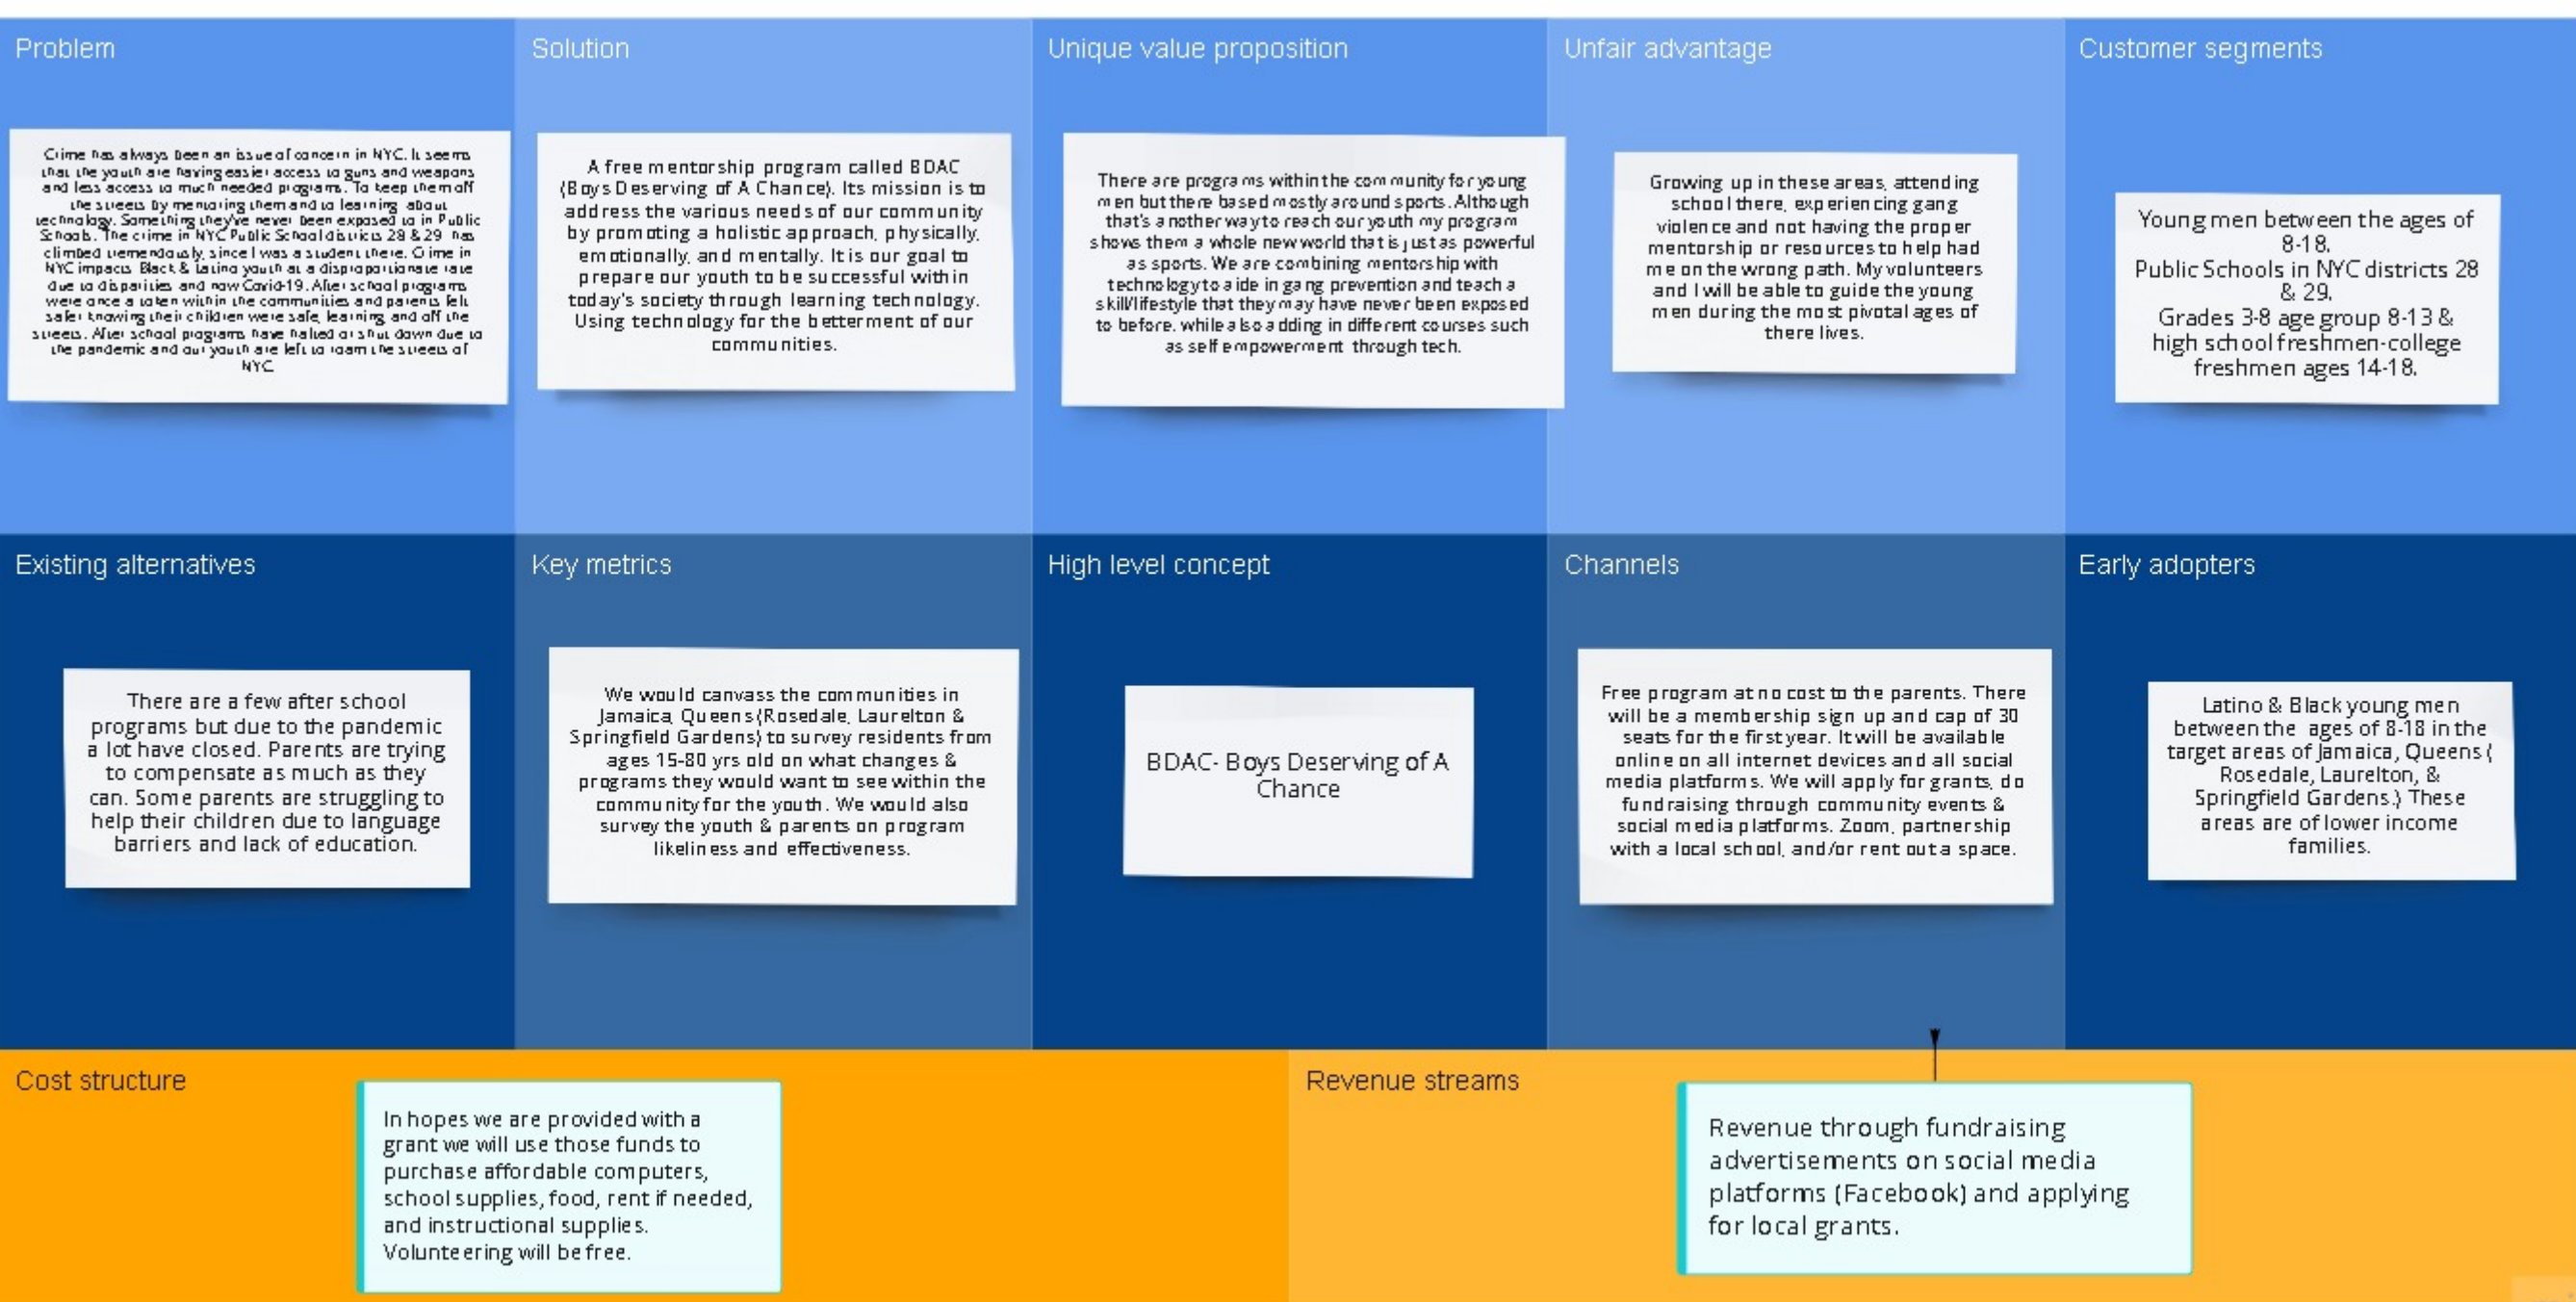 Problem
Crime has always been an issue of concern in NYC. It seems
that the youth are having easier access to guns and weapons
and less access to much needed programs. To keep them off
the streets by mentoring them and to learning about
technology. Something they've never been exposed to in Public
Schools. The crime in NYC Public School districts 28 & 29 has
climbed tremendously, since I was a student there. Crime in
NYC impacts Black & Latino youth at a disproportionate rate
due to disparities and now Covid-19. After school programs
were once a token within the communities and parents felt
safer knowing their children were safe, learning and off the
streets. After school programs have halted or shut down due to
the pandemic and our youth are left to roam the streets of
NYC.
Solution
A free mentorship program called BDAC
(Boys Deserving of A Chance). Its mission is to
address the various needs of our community
by promoting a holistic approach, physically,
emotionally, and mentally. It is our goal to
prepare our youth to be successful within
today's society through learning technology.
Using technology for the betterment of our
communities.
Unique value proposition
There are programs within the community for young
men but there based mostly around sports. Although
that's another way to reach our youth my program
shows them a whole new world that is just as powerful
as sports. We are combining mentorship with
technology to aide in gang prevention and teach a
skill/lifestyle that they may have never been exposed
to before. while also adding in different courses such
as self empowerment through tech.
Unfair advantage
Growing up in these areas, attending
school there, experiencing gang
violence and not having the proper
mentorship or resources to help had
me on the wrong path. My volunteers
and I will be able to guide the young
men during the most pivotal ages of
there lives.
Customer segments
Young men between the ages of
8-18.
Public Schools in NYC districts 28
& 29.
Grades 3-8 age group 8-13 &
high school freshmen-college
freshmen ages 14-18.
Existing alternatives
There are a few after school
programs but due to the pandemic
a lot have closed. Parents are trying
to compensate as much as they
can. Some parents are struggling to
help their children due to language
barriers and lack of education.
Key metrics
We would canvass the communities in
Jamaica, Queens (Rosedale, Laurelton &
Springfield Gardens) to survey residents from
ages 15-80 yrs old on what changes &
programs they would want to see within the
community for the youth. We would also
survey the youth & parents on program
likeliness and effectiveness.
High level concept
BDAC- Boys Deserving of A
Chance
Channels
Free program at no cost to the parents. There
will be a membership sign up and cap of 30
seats for the first year. It will be available
online on all internet devices and all social
media platforms. We will apply for grants, do
fundraising through community events &
social media platforms. Zoom, partnership
with a local school, and/or rent out a space.
Early adopters
Latino & Black young men
between the ages of 8-18 in the
target areas of Jamaica, Queens (
Rosedale, Laurelton, &
Springfield Gardens.) These
areas are of lower income
families.
Cost structure
In hopes we are provided with a
grant we will use those funds to
purchase affordable computers,
school supplies, food, rent if needed,
and instructional supplies.
Volunteering will be free.
Revenue streams
Revenue through fundraising
advertisements on social media
platforms (Facebook) and applying
for local grants.